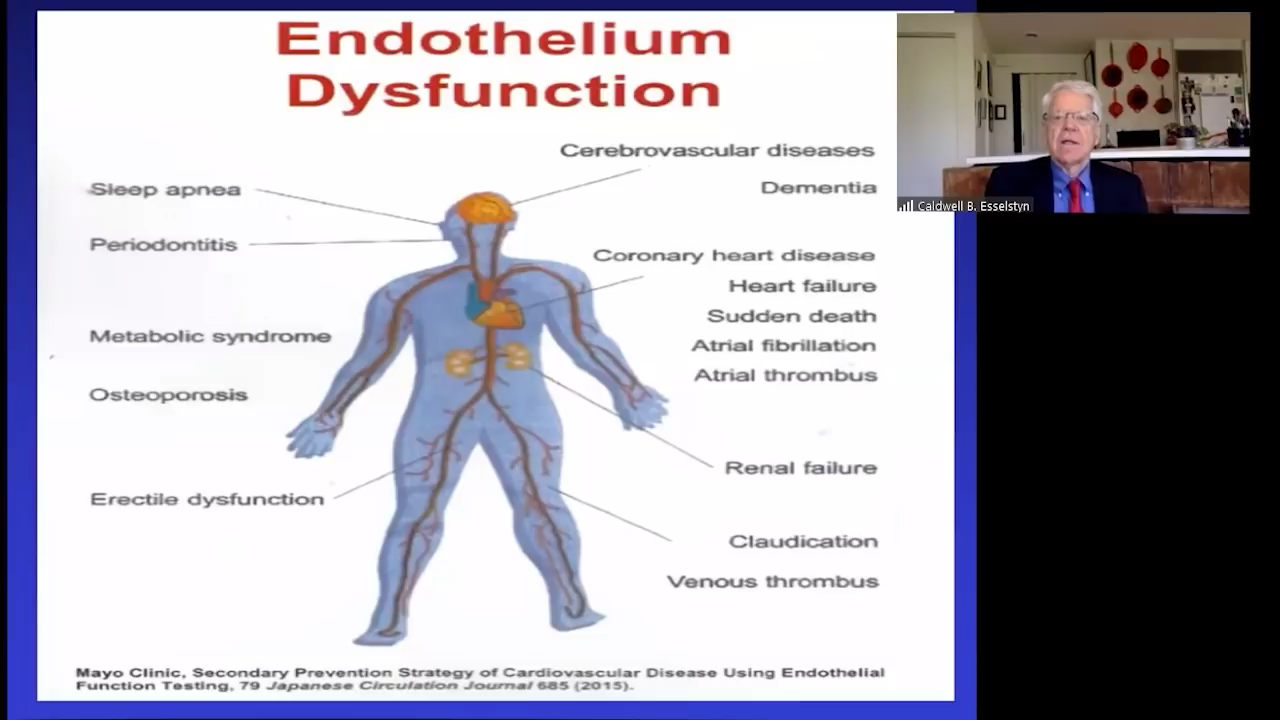 Endothelium
Dysfunction
Cerebrovascular diseases
Sleep apnea
Dementia
Periodontitis
Coronary heart disease
Heart failure
Sudden death
Metabolic syndrome
Atrial fibrillation
Atrial thrombus
Osteoporosis
Renal failure
Erectile dysfunction
Claudication
Venous thrombus
Mayo Clinic, Secondary Prevention Strategy of Cardiovascular Disease Using Endothelial
Function Testing, 79 Japanese Circulation Journal 685 (2015).
Caldwell B. Esselstyn